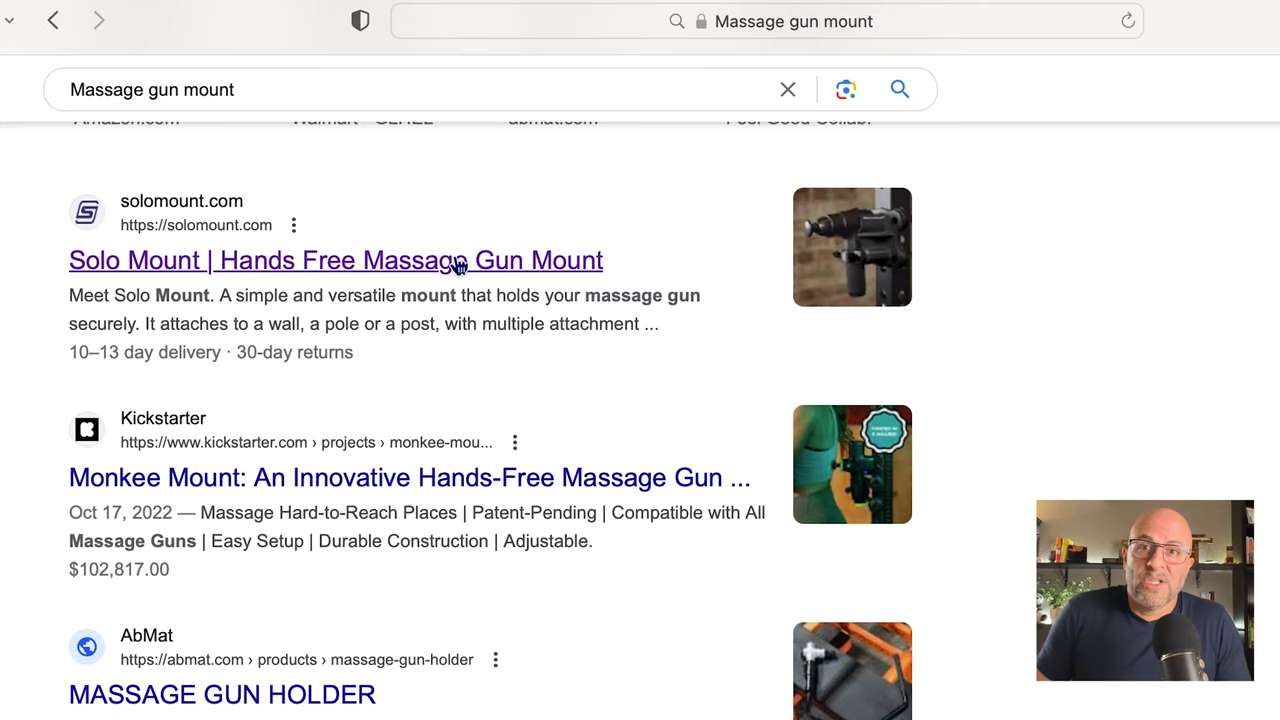 Massage gun mount
Massage gun mount
Amazon.com
abmat.com
solomount.com
https://solomount.com
Solo Mount | Hands Free Massage Gun Mount
Meet Solo Mount. A simple and versatile mount that holds your massage gun
securely. It attaches to a wall, a pole or a post, with multiple attachment ...
10–13 day delivery · 30-day returns
Kickstarter
https://www.kickstarter.com › projects › monkee-mou...
Monkee Mount: An Innovative Hands-Free Massage Gun ...
Oct 17, 2022 — Massage Hard-to-Reach Places | Patent-Pending | Compatible with All
Massage Guns | Easy Setup | Durable Construction | Adjustable.
$102,817.00
AbMat
https://abmat.com › products › massage-gun-holder
MASSAGE GUN HOLDER